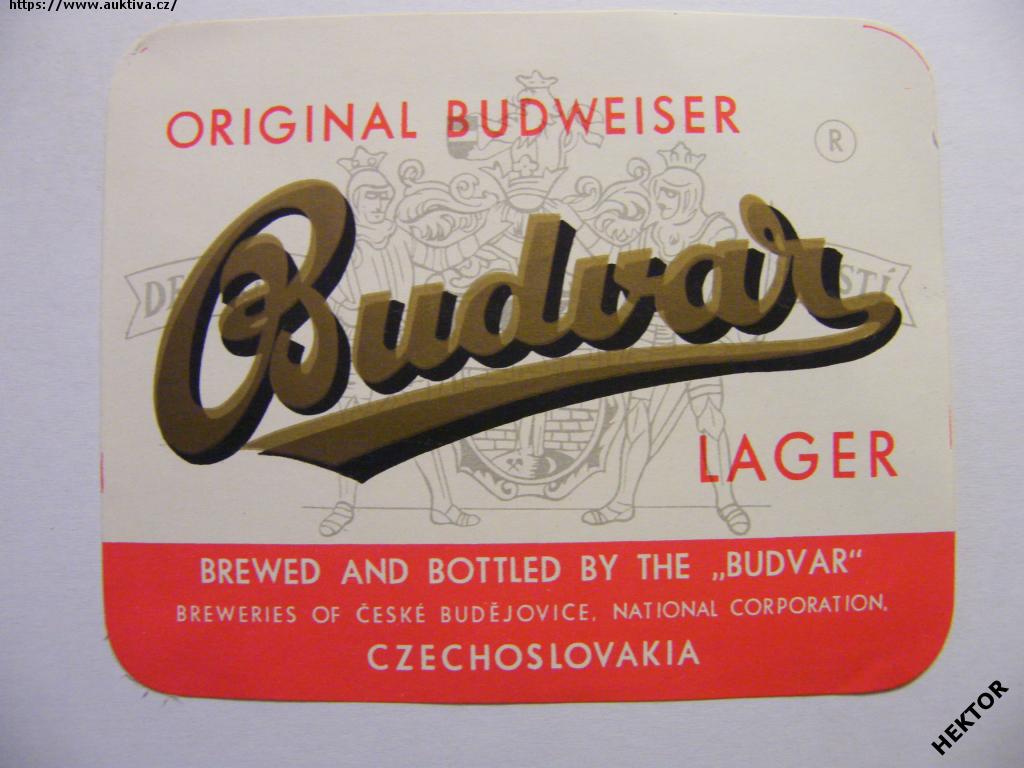 https://www.auktiva.cz/
ORIGINAL BUDWEISER
®
Budvar
STÍ
LAGER
BREWED AND BOTTLED BY THE „BUDVAR“
BREWERIES OF ČESKÉ BUDĚJOVICE, NATIONAL CORPORATION,
CZECHOSLOVAKIA
HEKTOR